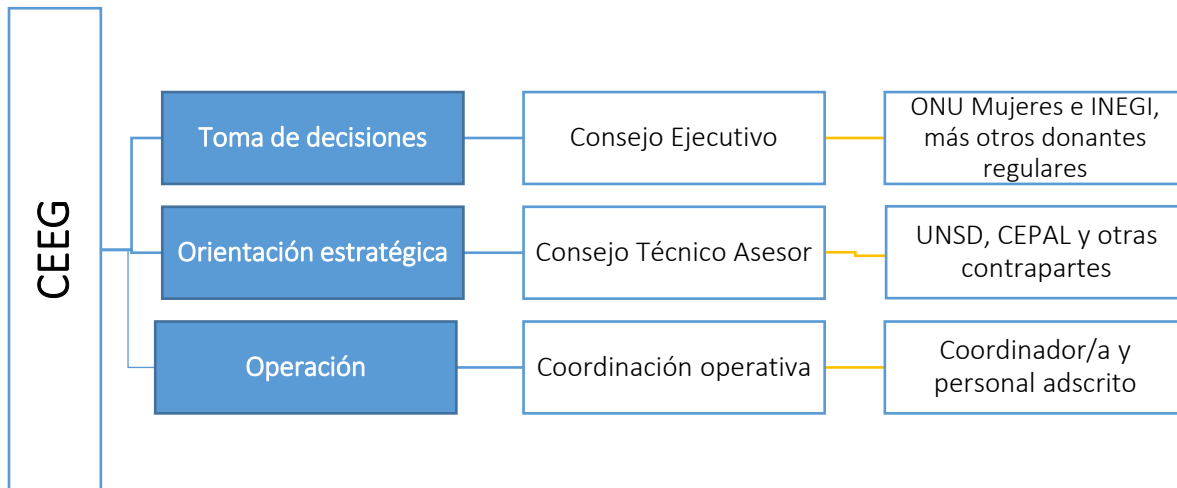 CEEG
Toma de decisiones
Consejo Ejecutivo
ONU Mujeres e INEGI,
más otros donantes
regulares
Orientación estratégica
Consejo Técnico Asesor
UNSD, CEPAL y otras
contrapartes
Operación
Coordinación operativa
Coordinador/a y
personal adscrito